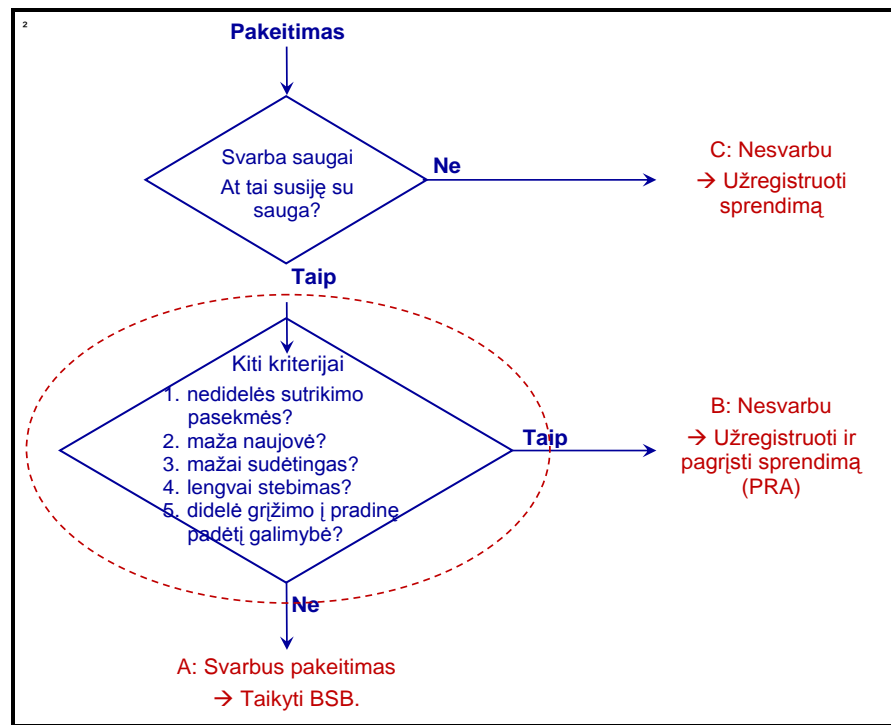 2
Pakeitimas
Svarba saugai
At tai susiję su
sauga?
Ne
C: Nesvarbu
→ Užregistruoti
sprendimą
Taip
Kiti kriterijai
1. nedidelės sutrikimo
pasekmės?
2. maža naujovė?
3. mažai sudėtingas?
4. lengvai stebimas?
5. didelė grįžimo į pradinę
padėtį galimybė?
Taip
B: Nesvarbu
→ Užregistruoti ir
pagrįsti sprendimą
(PRA)
Ne
A: Svarbus pakeitimas
→ Taikyti BSB.